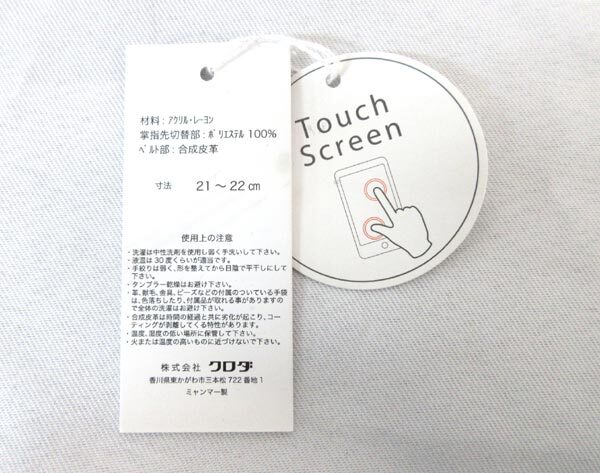 材料:ｱｸﾘﾙ・ﾚｰﾖﾝ
掌指先切替部:ﾎﾟﾘｴｽﾃﾙ100%
ﾍﾞﾙﾄ部:合成皮革
寸法 21～22㎝
使用上の注意
・洗濯は中性洗剤を使用し弱く手洗いして下さい。
・液温は30度くらいが適当です。
・手絞りは弱く、形を整えてから日陰で平干しにして
下さい。
・タンブラー乾燥はお避け下さい。
・革、獣毛、金具、ビーズなどの付属のついている手袋
は、色落ちしたり、付属品が取れる事がありますの
で全体の洗濯はお避け下さい。
・合成皮革は時間の経過と共に劣化が起こり、コー
ティングが剥離してくる特性があります。
・温度、湿度の低い場所に保管して下さい。
・火または温度の高いものに近づけないで下さい。
株式会社 クロダ
香川県東かがわ市三本松722番地1
ミャンマー製
Touch
Screen